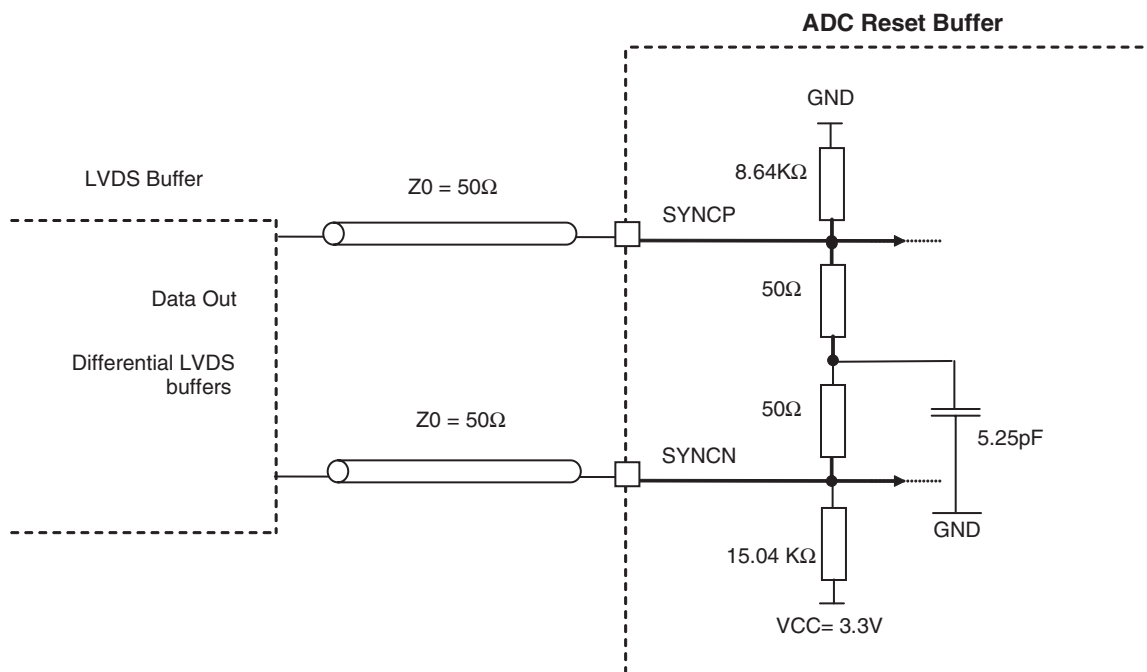 ADC Reset Buffer
GND
8.64KΩ
LVDS Buffer
Z0 = 50Ω
SYNCP
50Ω
Data Out
Differential LVDS
buffers
50Ω
Z0 = 50Ω
5.25pF
SYNCN
GND
15.04 KΩ
VCC= 3.3V